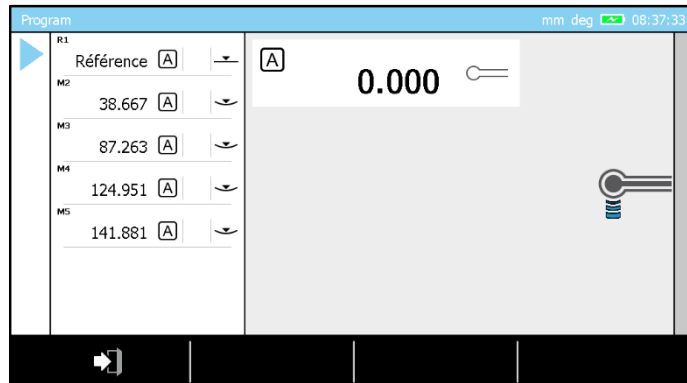 Program mm deg 08:37:33
R1
Référence A
M2
38.667 A
M3
87.263 A
M4
124.951 A
M5
141.881 A
A
0.000